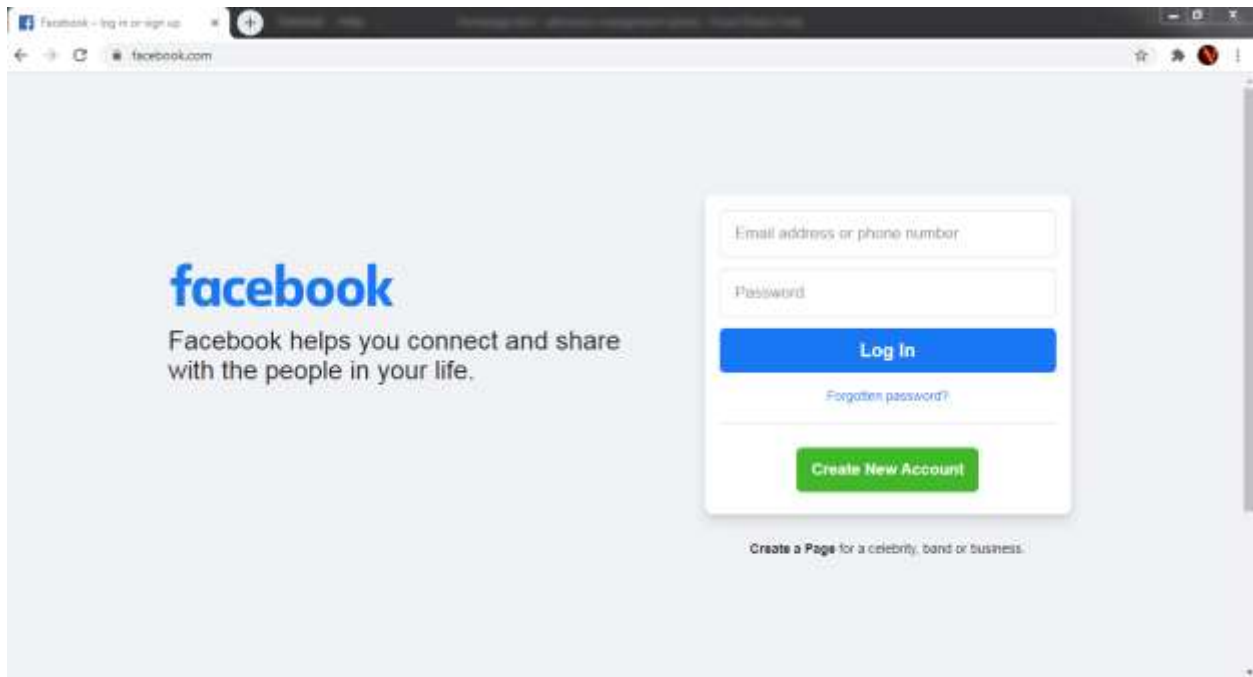 Facebook – log in or sign up
facebook.com
facebook
Facebook helps you connect and share
with the people in your life.
Email address or phone number
Password
Log In
Forgotten password?
Create New Account
Create a Page for a celebrity, band or business.